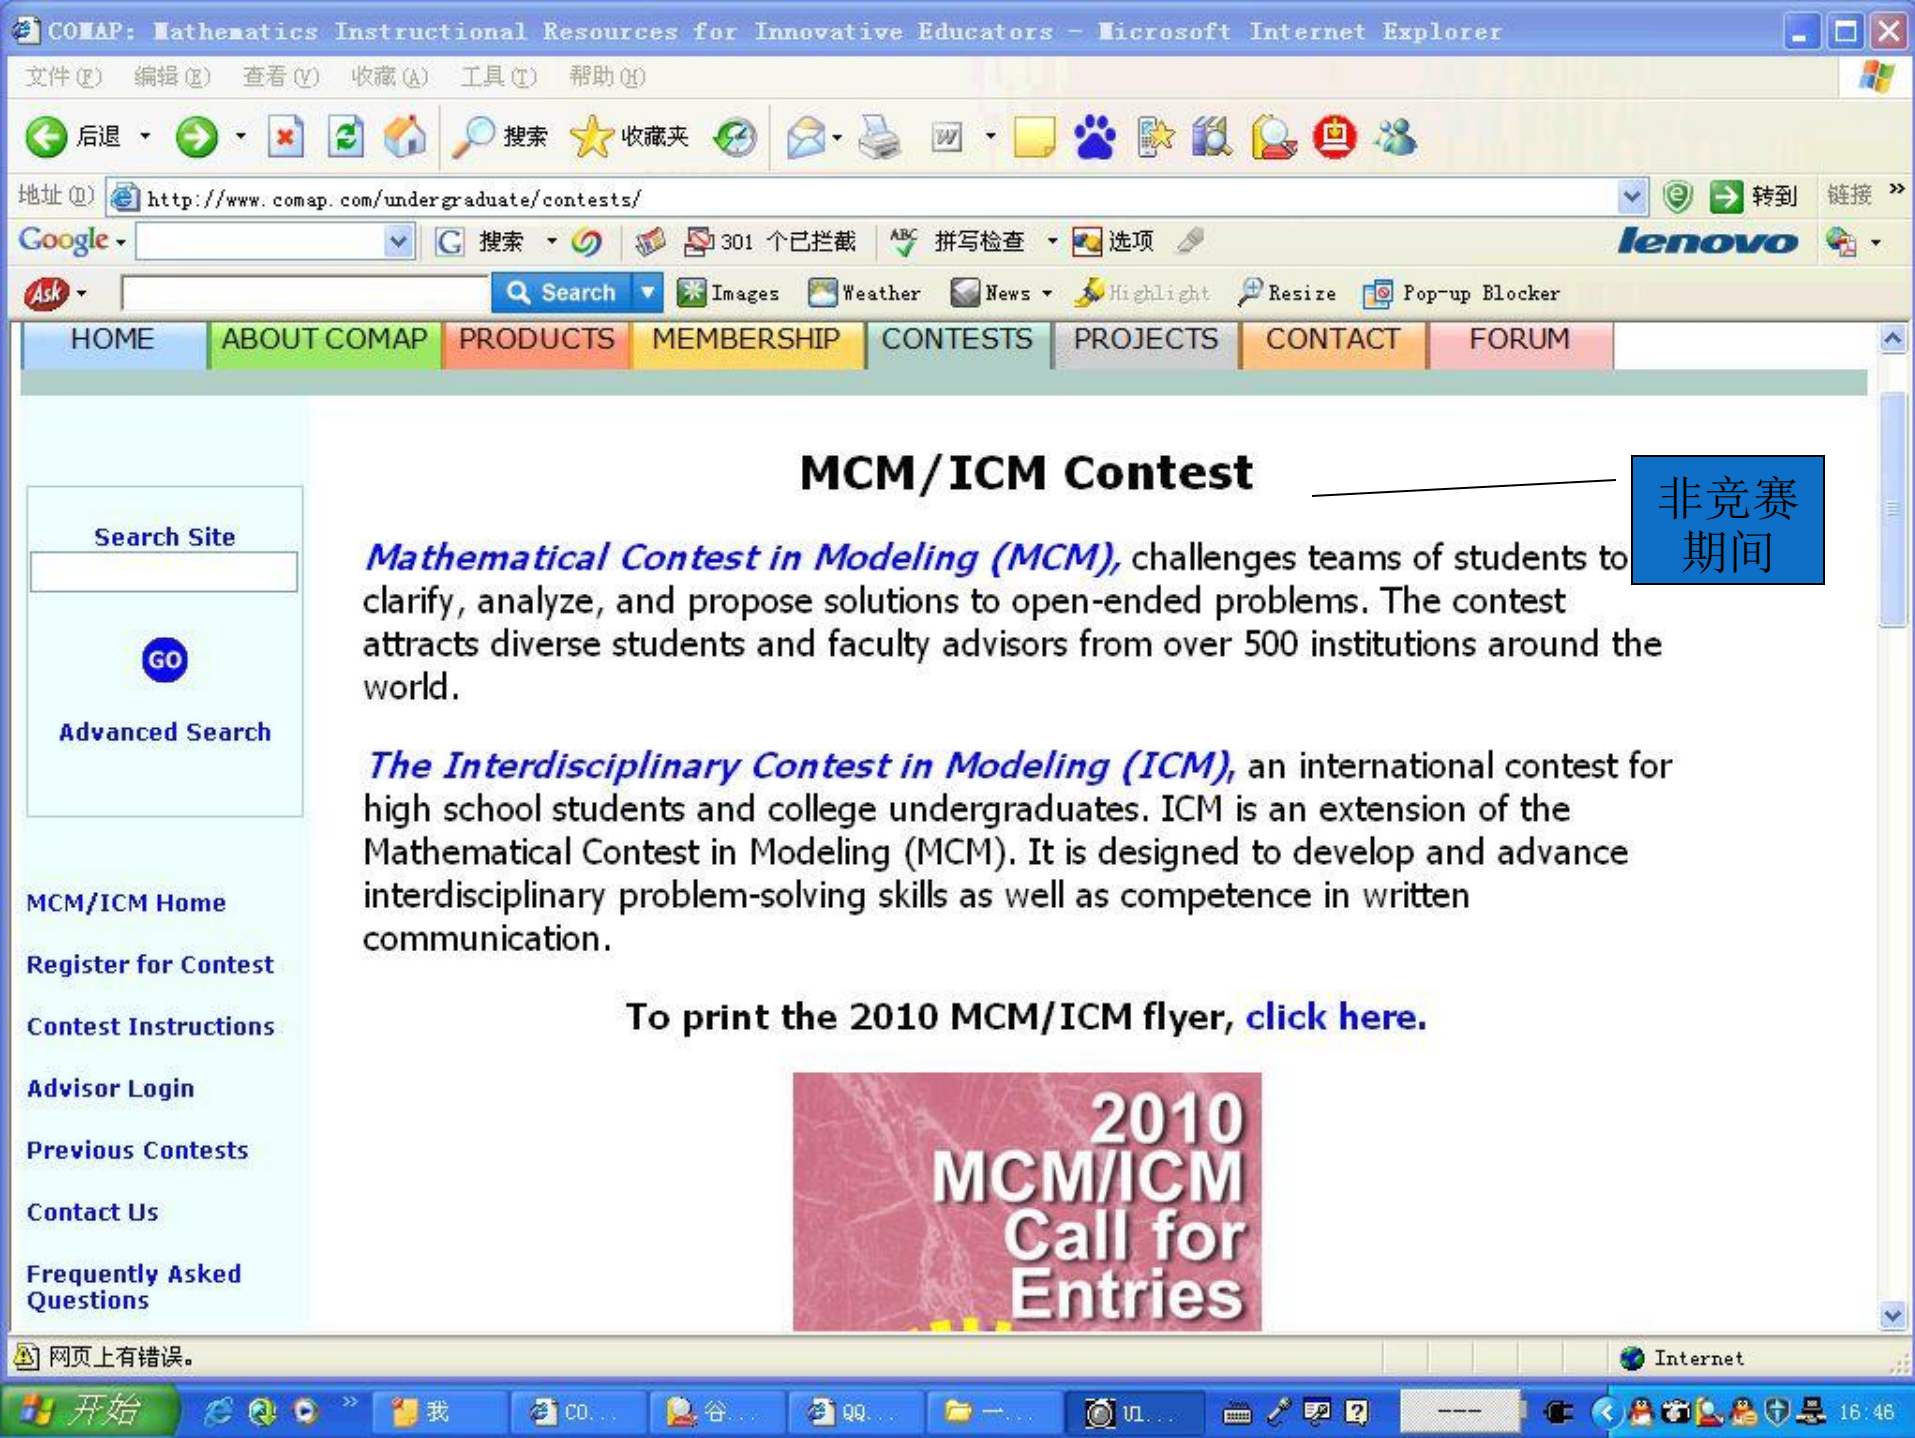 COMAP: Mathematics Instructional Resources for Innovative Educators - Microsoft Internet Explorer
文件(F) 编辑(E) 查看(V) 收藏(A) 工具(T) 帮助(H)
后退 搜索 收藏夹
地址(D) http://www.comap.com/undergraduate/contests/ 转到 链接 »
Google 搜索 301 个已拦截 ABC 拼写检查 选项 lenovo
Ask Search Images Weather News Highlight Resize Pop-up Blocker
HOME ABOUT COMAP PRODUCTS MEMBERSHIP CONTESTS PROJECTS CONTACT FORUM
MCM/ICM Contest
非竞赛
期间
Search Site
GO
Advanced Search
Mathematical Contest in Modeling (MCM), challenges teams of students to
clarify, analyze, and propose solutions to open-ended problems. The contest
attracts diverse students and faculty advisors from over 500 institutions around the
world.
The Interdisciplinary Contest in Modeling (ICM), an international contest for
high school students and college undergraduates. ICM is an extension of the
Mathematical Contest in Modeling (MCM). It is designed to develop and advance
interdisciplinary problem-solving skills as well as competence in written
communication.
To print the 2010 MCM/ICM flyer, click here.
2010
MCM/ICM
Call for
Entries
MCM/ICM Home
Register for Contest
Contest Instructions
Advisor Login
Previous Contests
Contact Us
Frequently Asked
Questions
网页上有错误。 Internet
开始 » 我 CO... 谷... QQ... 一... --- 16:46